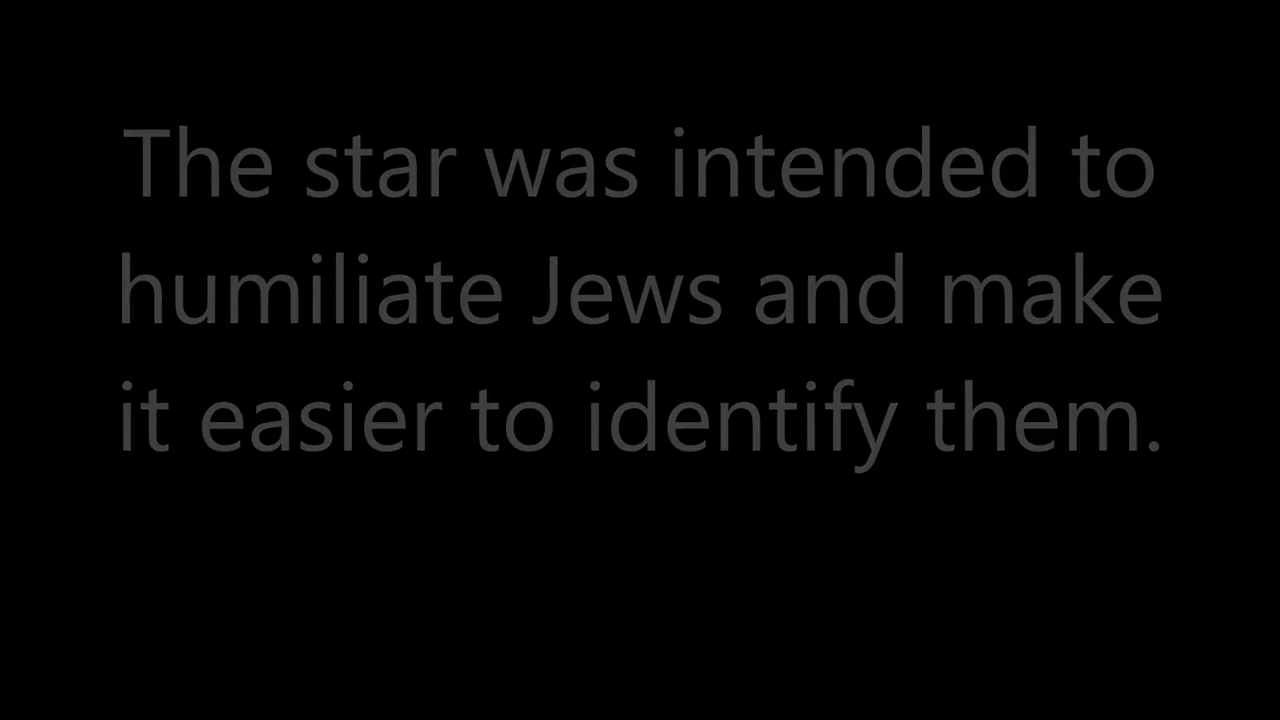 The star was intended to
humiliate Jews and make
it easier to identify them.